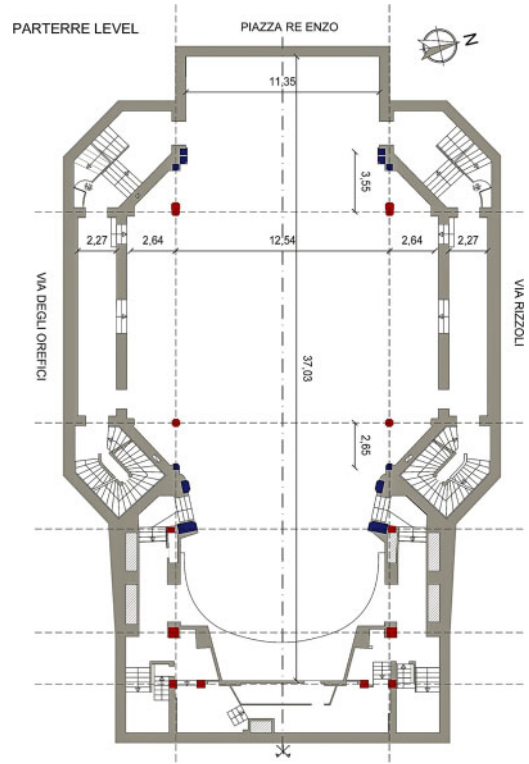 PARTERRE LEVEL
PIAZZA RE ENZO
N
11,35
3,55
2,27
2,64
12,54
2,64
2,27
VIA DEGLI OREFICI
VIA RIZZOLI
37,03
2,65